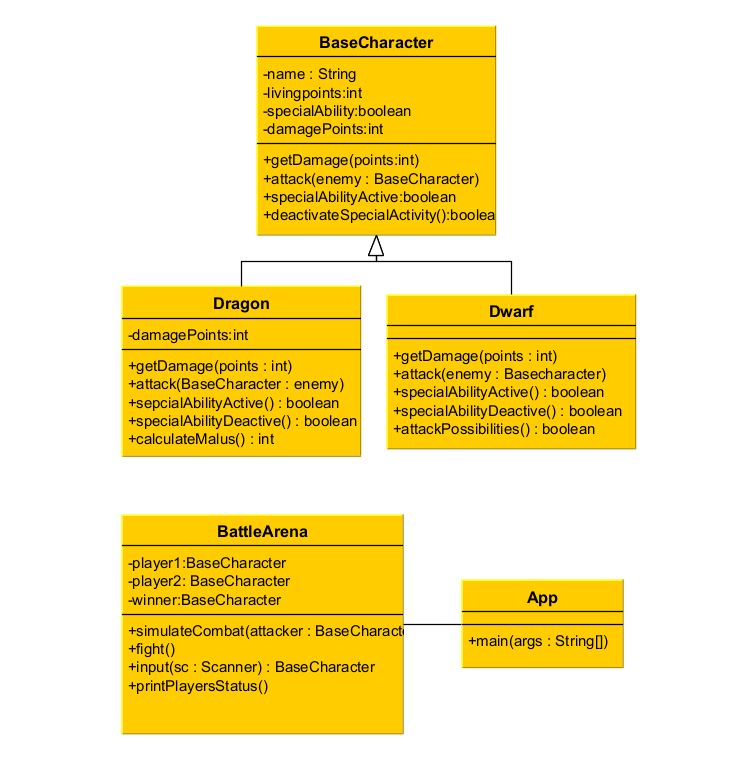 BaseCharacter
-name : String
-livingpoints:int
-specialAbility:boolean
-damagePoints:int
+getDamage(points:int)
+attack(enemy : BaseCharacter)
+specialAbilityActive:boolean
+deactivateSpecialActivity():boolea
Dragon
-damagePoints:int
+getDamage(points : int)
+attack(BaseCharacter : enemy)
+sepcialAbilityActive() : boolean
+specialAbilityDeactive() : boolean
+calculateMalus() : int
Dwarf
+getDamage(points : int)
+attack(enemy : Basecharacter)
+specialAbilityActive() : boolean
+specialAbilityDeactive() : boolean
+attackPossibilities() : boolean
BattleArena
-player1:BaseCharacter
-player2: BaseCharacter
-winner:BaseCharacter
+simulateCombat(attacker : BaseCharacte
+fight()
+input(sc : Scanner) : BaseCharacter
+printPlayersStatus()
App
+main(args : String[])